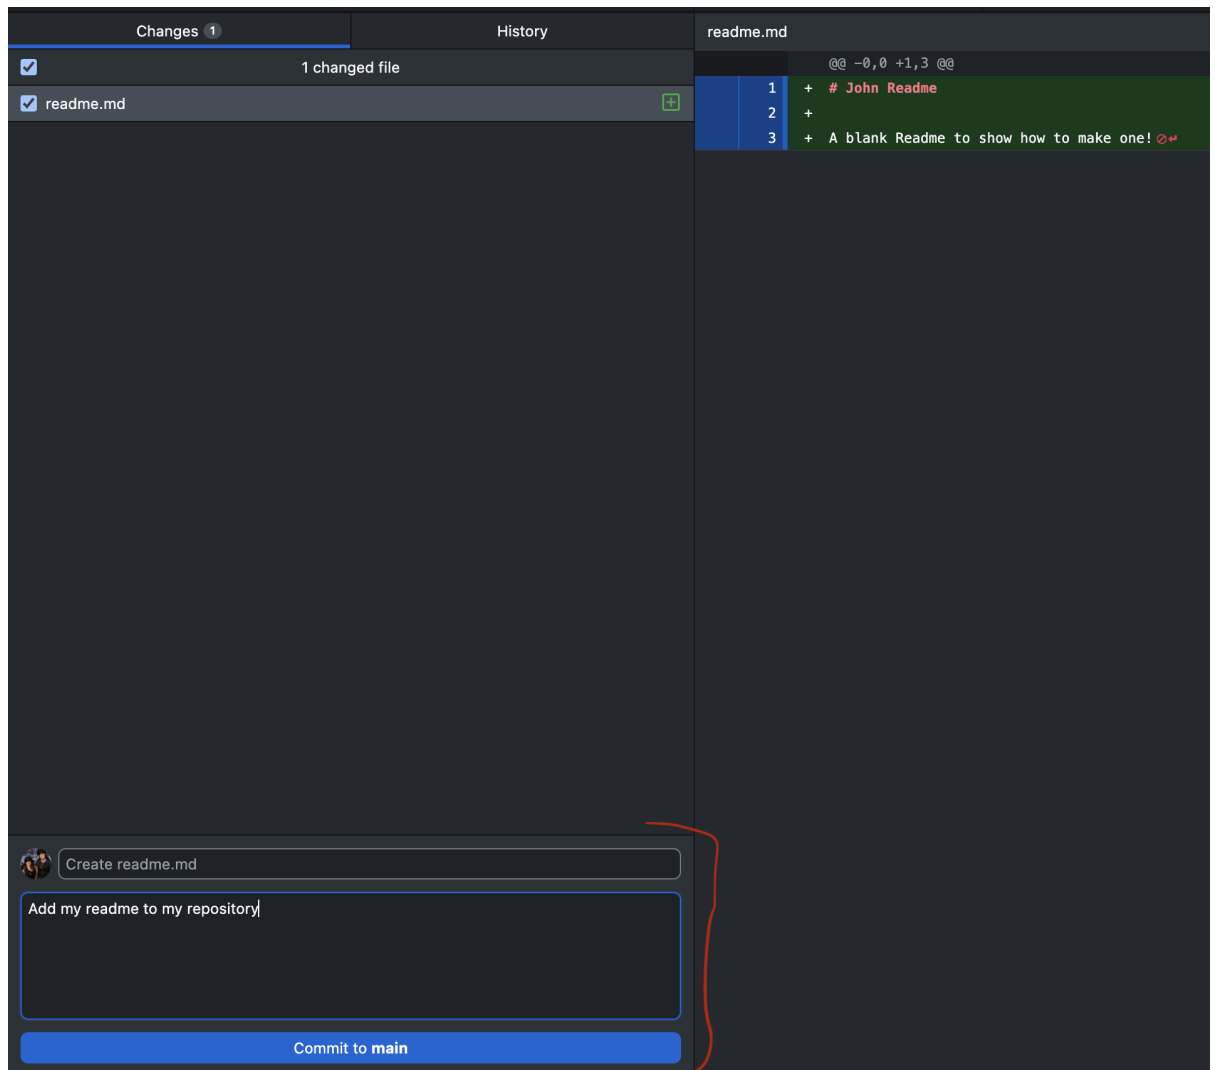 Changes 1
History
1 changed file
readme.md
readme.md
@@ -0,0 +1,3 @@
1 + # John Readme
2 +
3 + A blank Readme to show how to make one!
Create readme.md
Add my readme to my repository
Commit to main